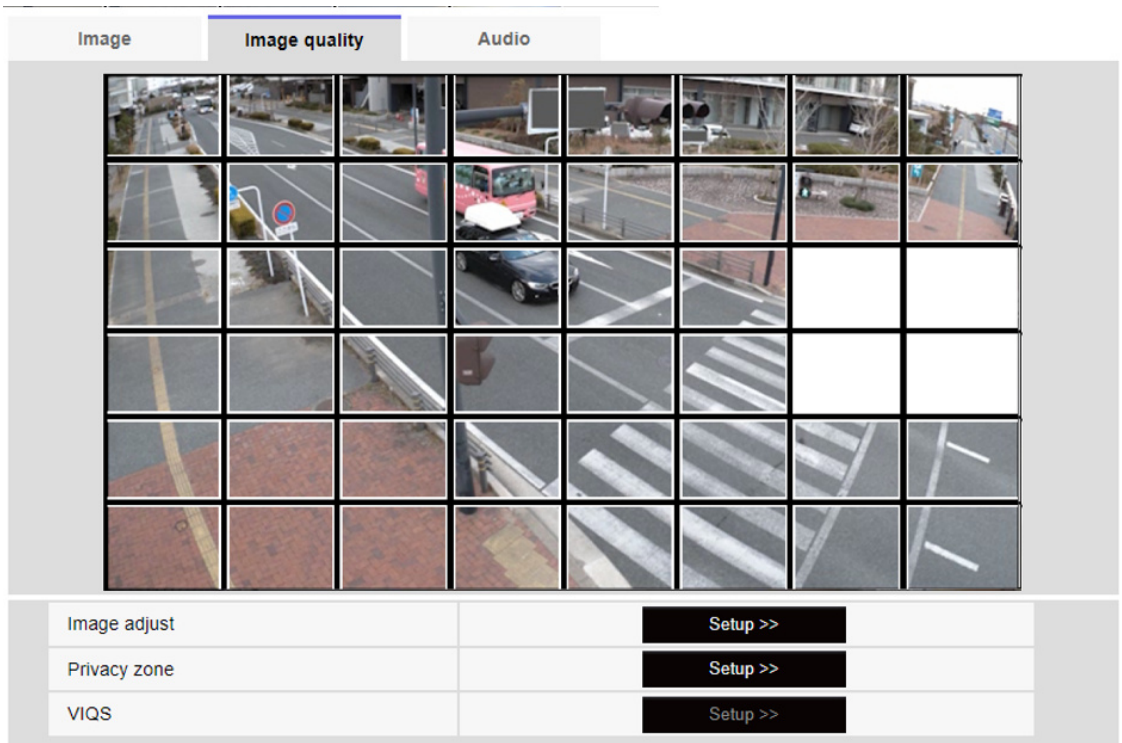 Image
Image quality
Audio
Image adjust
Setup >>
Privacy zone
Setup >>
VIQS
Setup >>